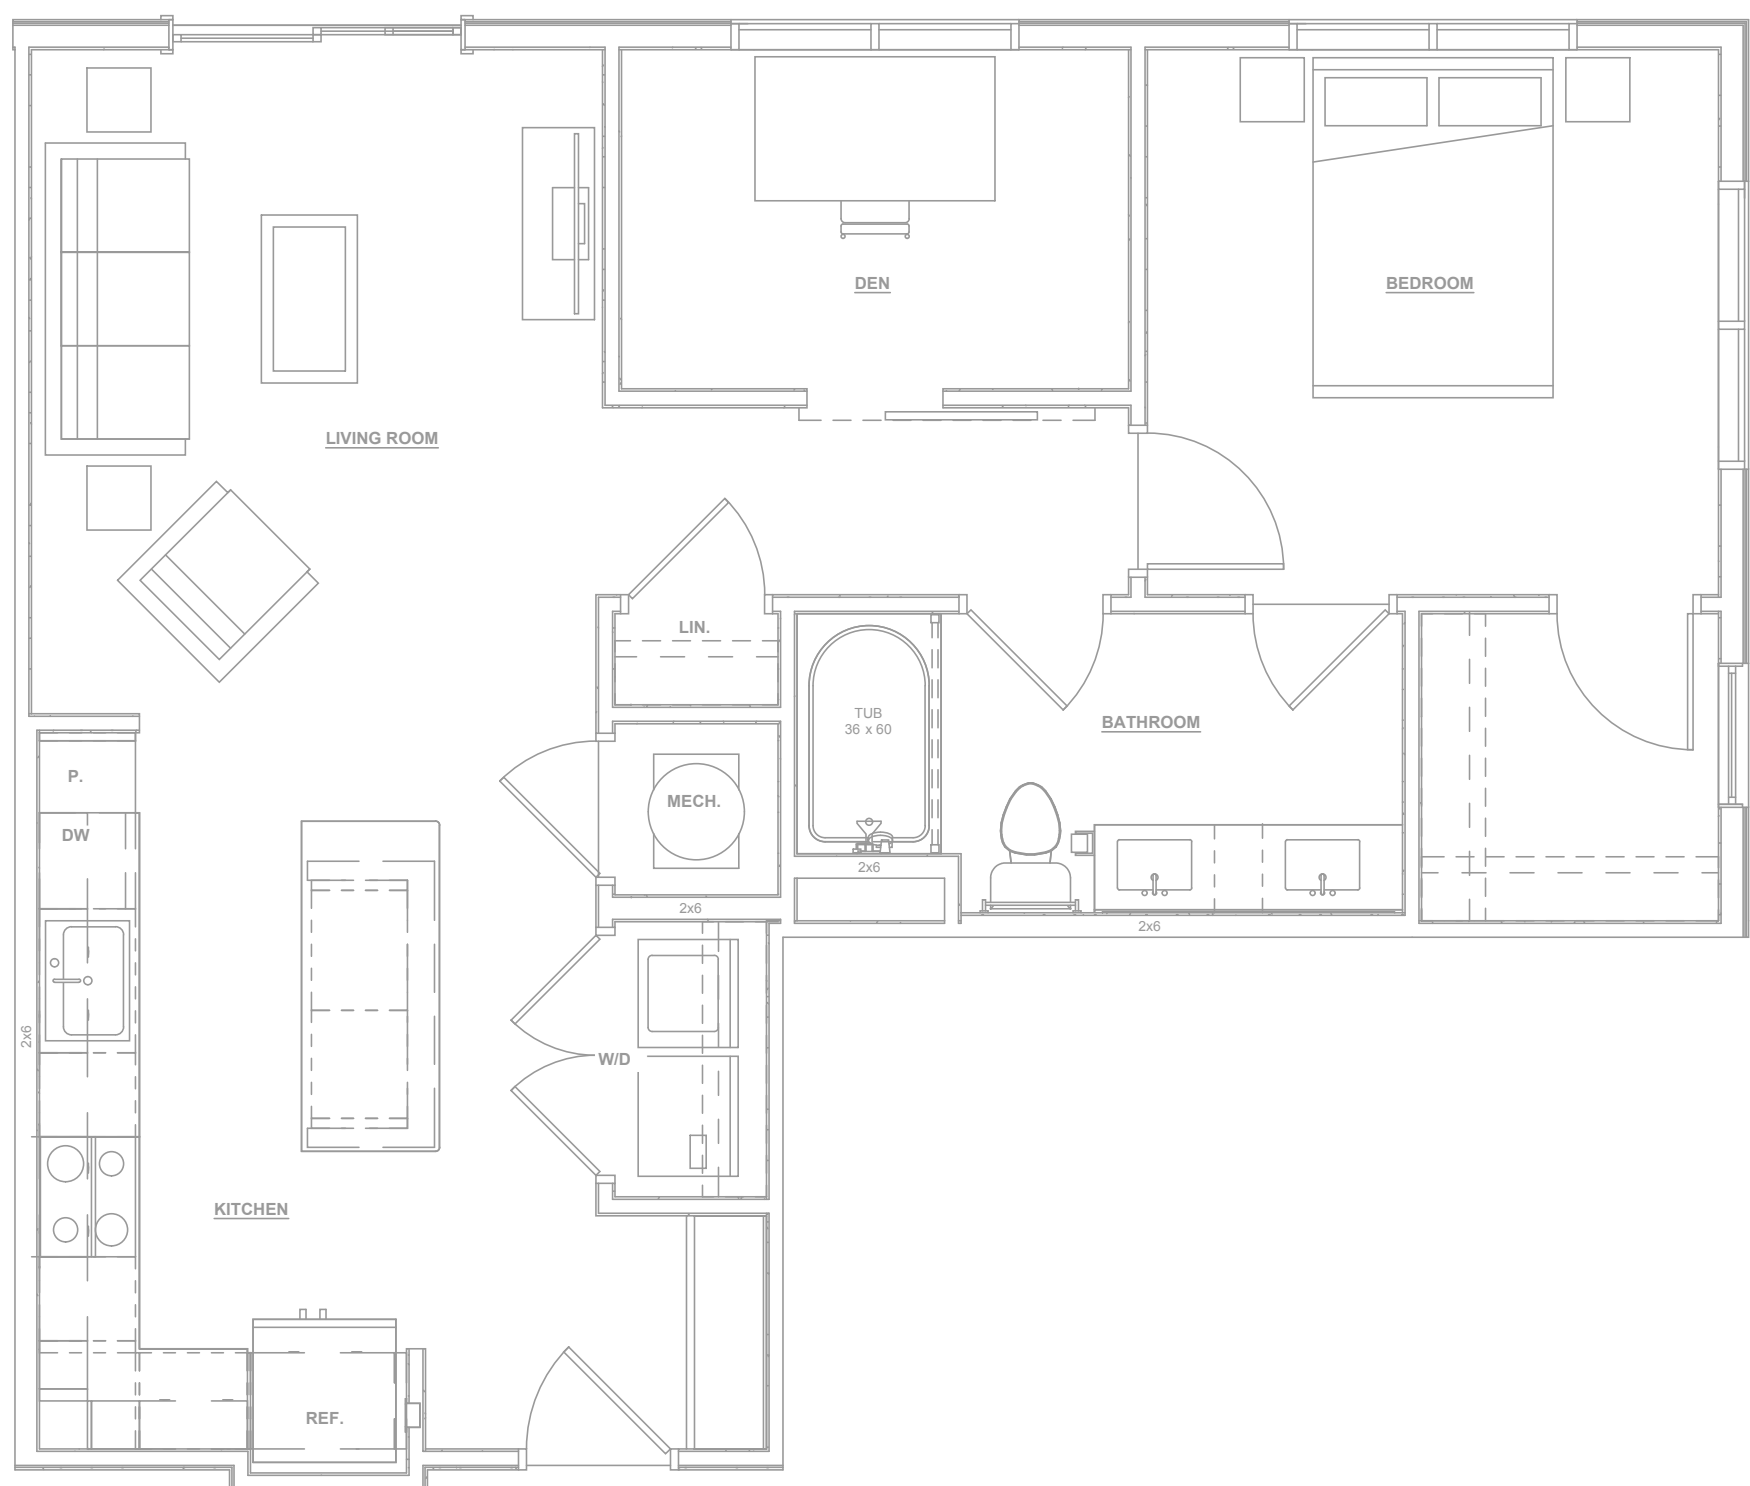 DEN
BEDROOM
LIVING ROOM
LIN.
TUB
36 x 60
BATHROOM
P.
MECH.
DW
2x6
2x6
2x6
2x6
W/D
KITCHEN
REF.